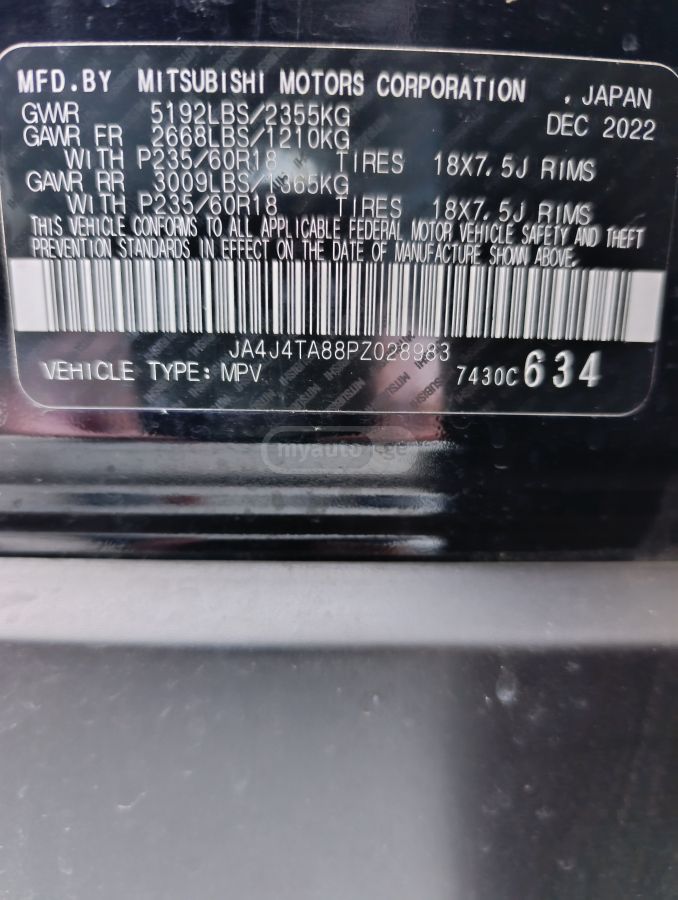 MFD.BY MITSUBISHI MOTORS CORPORATION . JAPAN
GVWR 5192LBS/2355KG DEC 2022
GAWR FR 2668LBS/1210KG
WITH P235/60R18 TIRES 18X7.5J RIMS
GAWR RR 3009LBS/1365KG
WITH P235/60R18 TIRES 18X7.5J RIMS
THIS VEHICLE CONFORMS TO ALL APPLICABLE FEDERAL MOTOR VEHICLE SAFETY AND THEFT
PREVENTION STANDARDS IN EFFECT ON THE DATE OF MANUFACTURE SHOWN ABOVE.
JA4J4TA88PZ028983
VEHICLE TYPE: MPV 7430C 634
myauto.ge